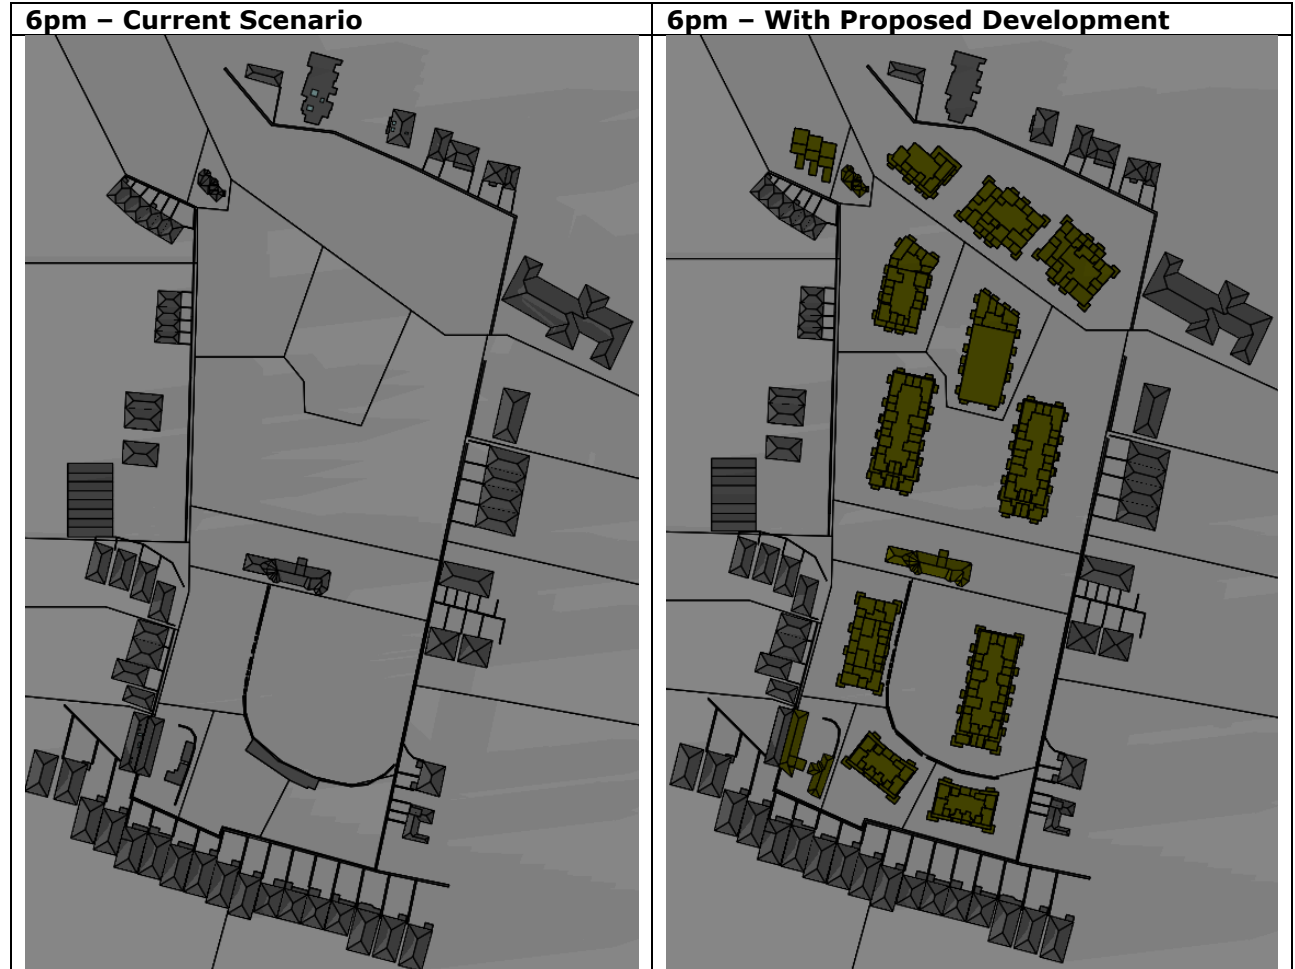 6pm – Current Scenario
6pm – With Proposed Development